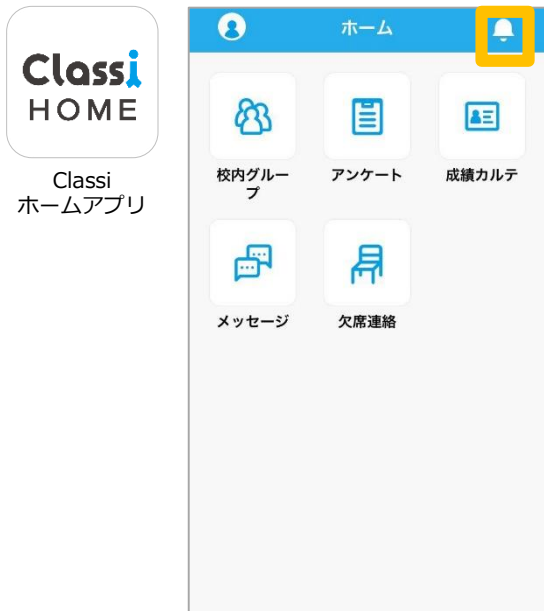 Classi
HOME
Classi
ホームアプリ
ホーム
校内グルー
プ
アンケート
成績カルテ
メッセージ
欠席連絡